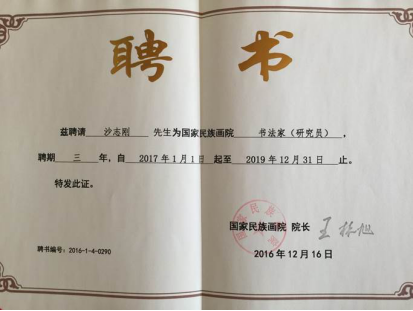 聘书
兹聘请 沙志刚 先生为国家民族画院 书法家（研究员），
聘期 三 年，自 2017年1月1日 起至 2019年12月31日 止。
特发此证。
国家民族画院 院长
聘书编号：2016-1-4-0290
2016年12月16日